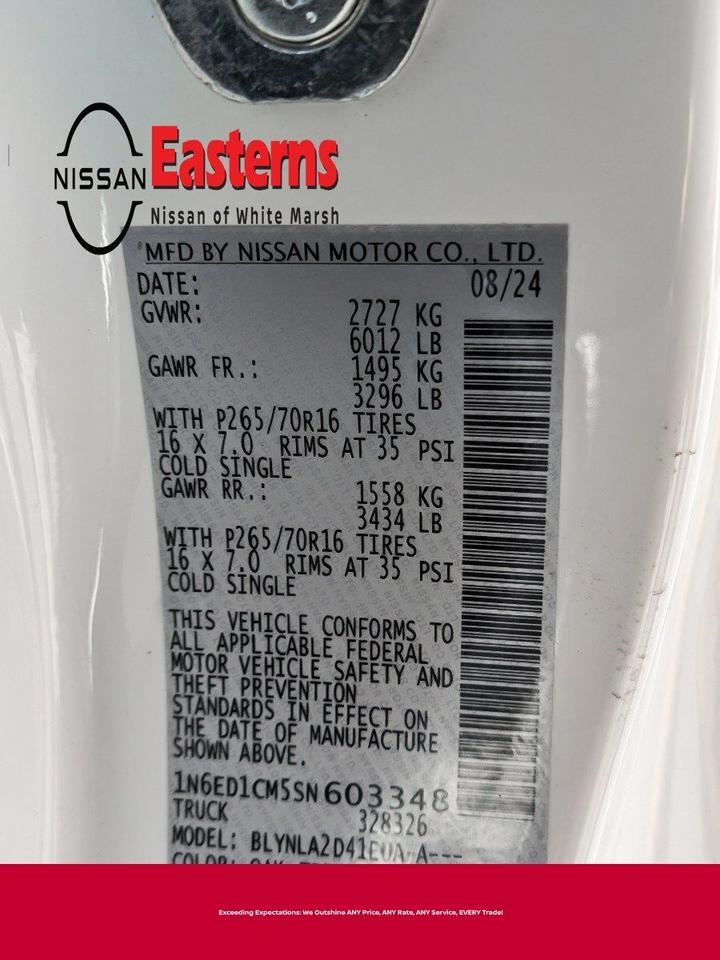 NISSAN Easterns
Nissan of White Marsh
MFD BY NISSAN MOTOR CO., LTD.
DATE: 08/24
GVWR: 2727 KG
6012 LB
GAWR FR.: 1495 KG
3296 LB
WITH P265/70R16 TIRES
16 X 7.0 RIMS AT 35 PSI
COLD SINGLE
GAWR RR.: 1558 KG
3434 LB
WITH P265/70R16 TIRES
16 X 7.0 RIMS AT 35 PSI
COLD SINGLE
THIS VEHICLE CONFORMS TO
ALL APPLICABLE FEDERAL
MOTOR VEHICLE SAFETY AND
THEFT PREVENTION
STANDARDS IN EFFECT ON
THE DATE OF MANUFACTURE
SHOWN ABOVE.
1N6ED1CM5SN603348
TRUCK 328326
MODEL: BLYNLA2D41EUA-A---
COLOR:
Exceeding Expectations: We Outshine ANY Price, ANY Rate, ANY Service, EVERY Trade!